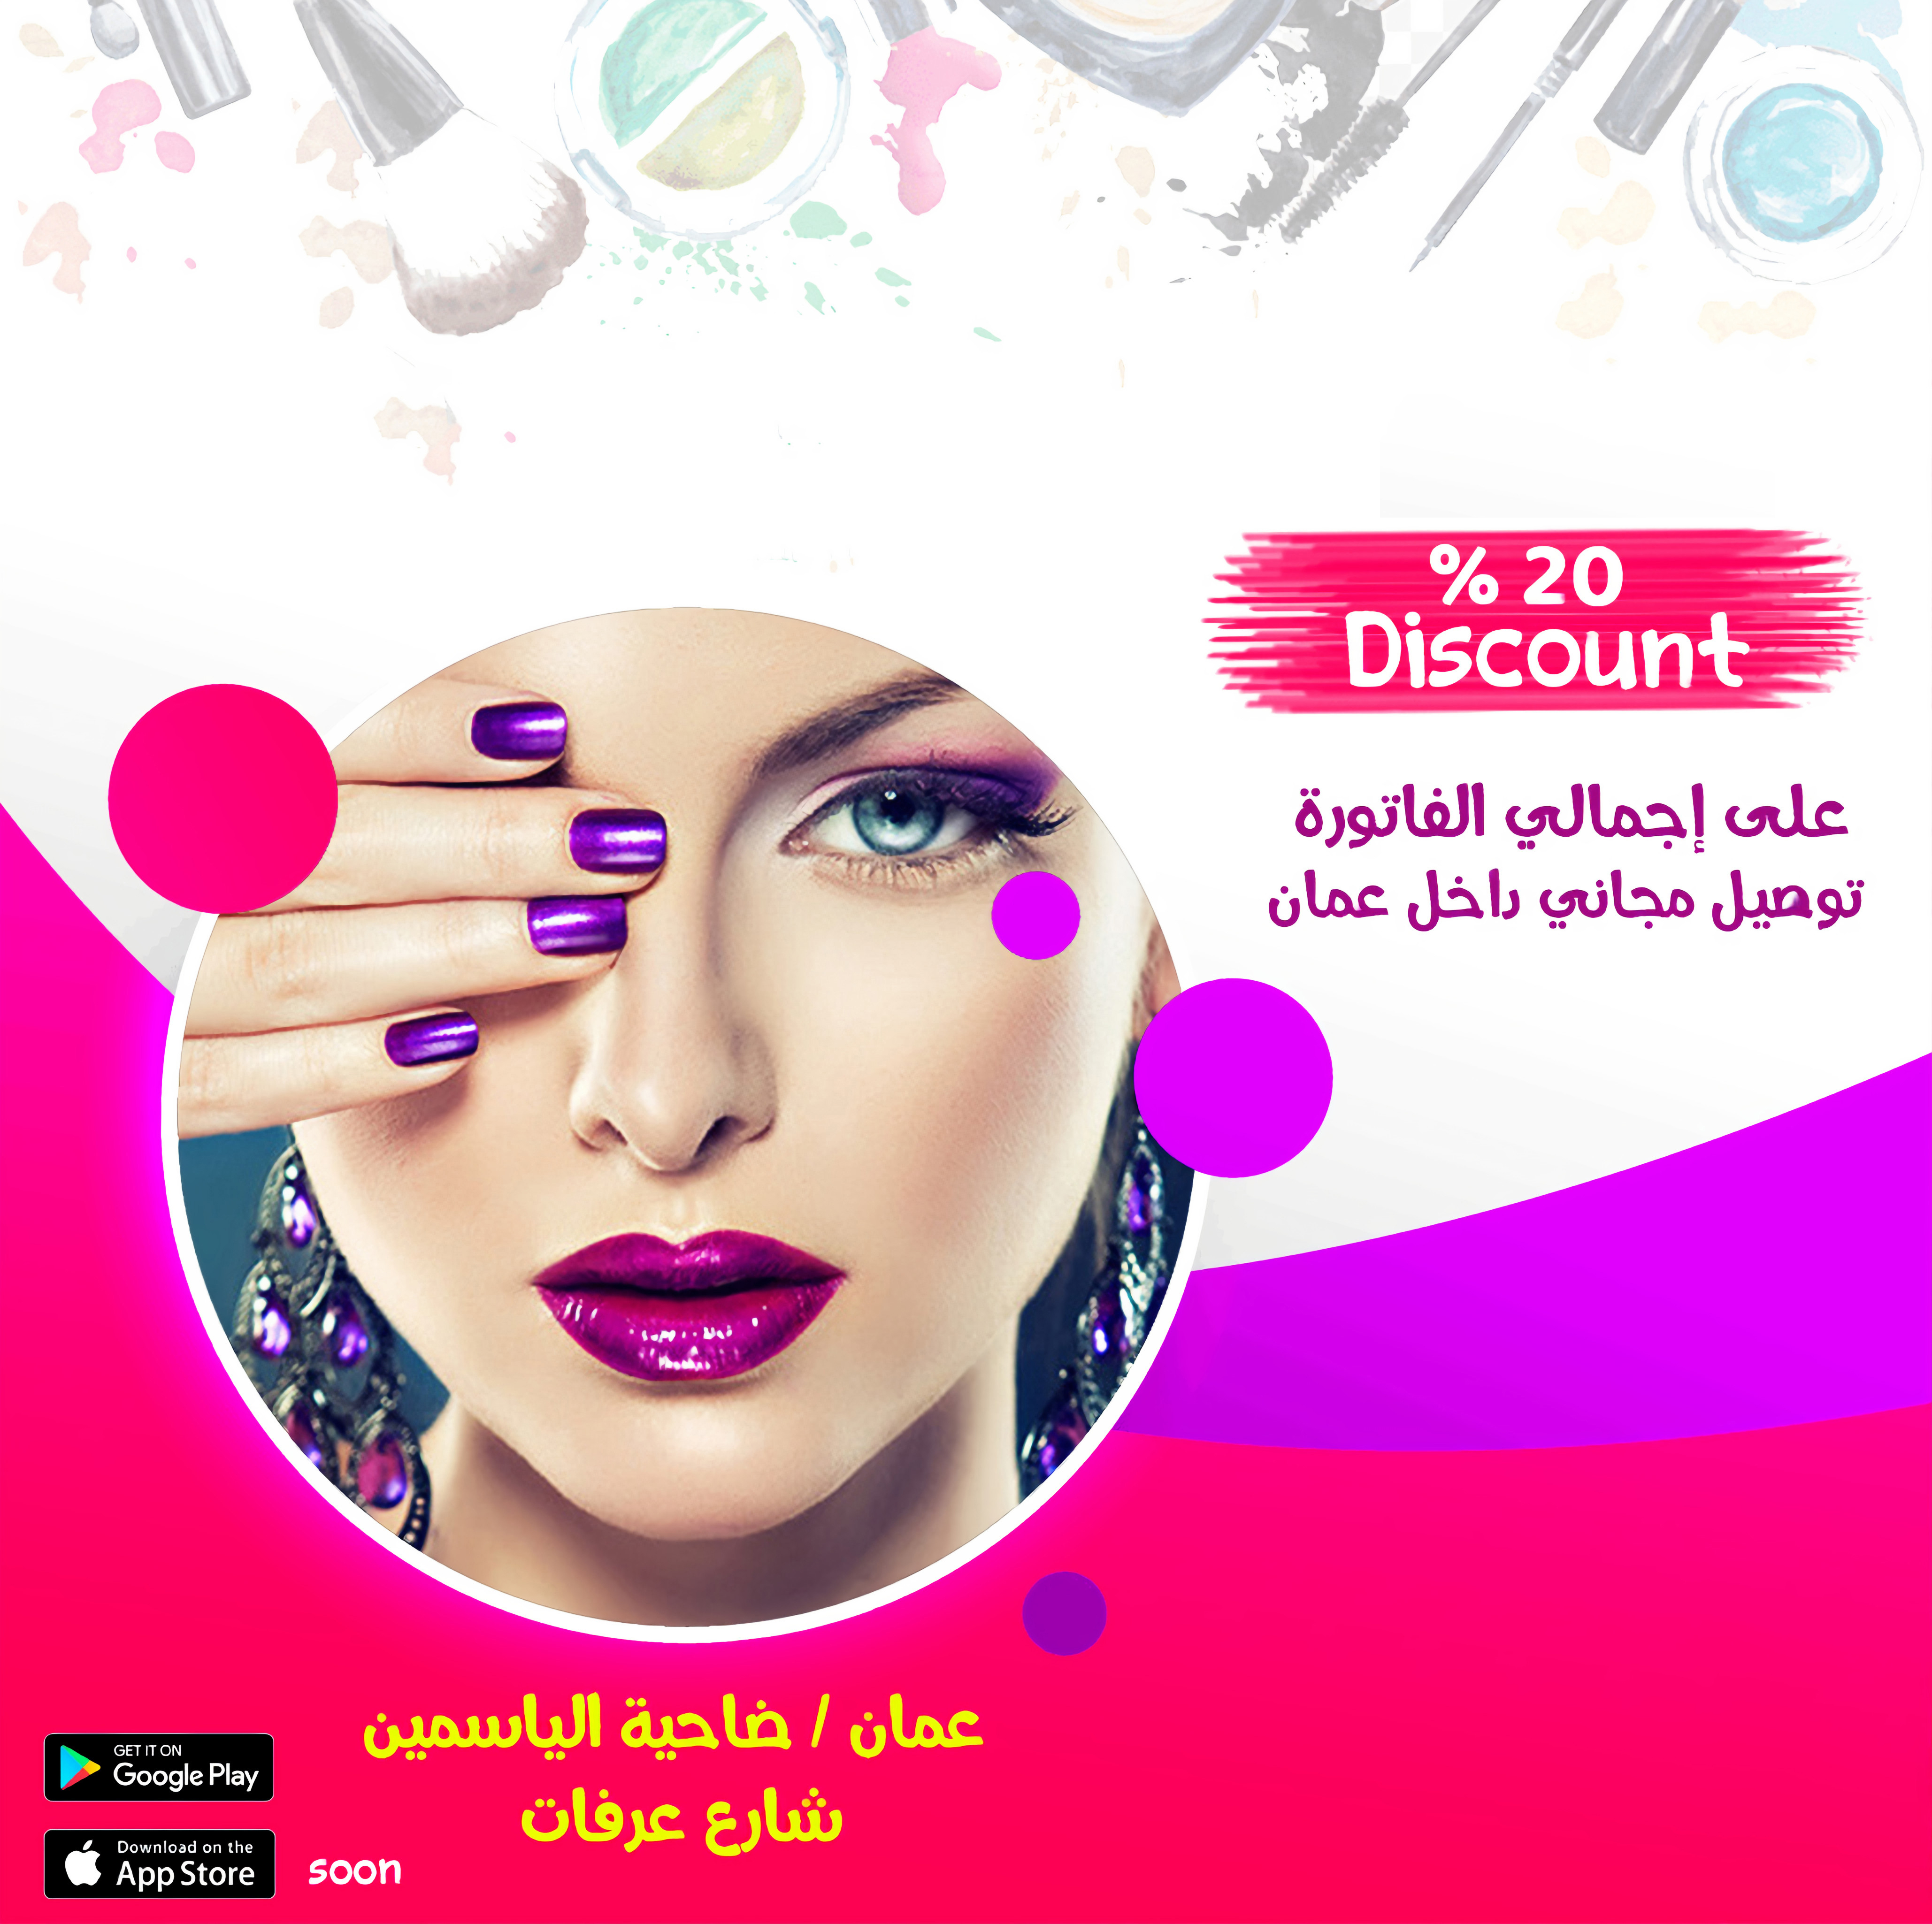 % 20
Discount
على إجمالي الفاتورة
توصيل مجاني داخل عمان
عمان / ضاحية الياسمين
شارع عرفات
GET IT ON
Google Play
Download on the
App Store
soon